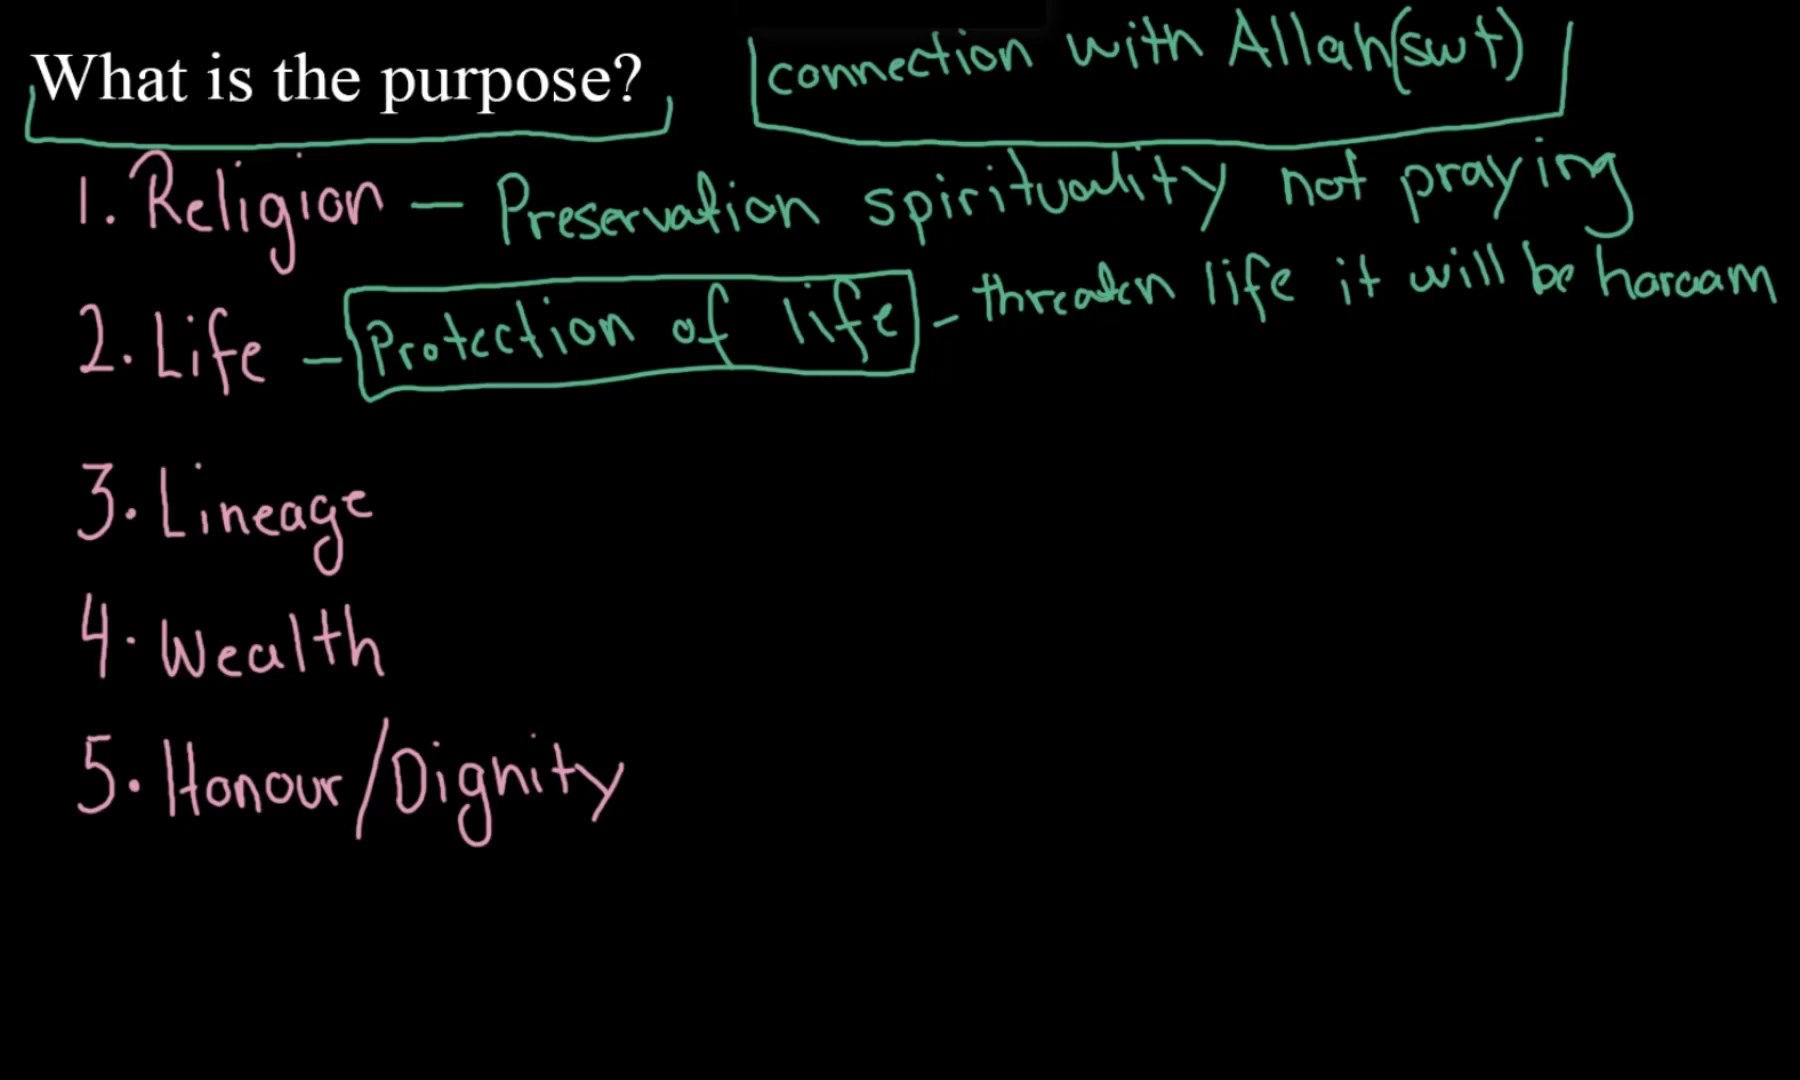 What is the purpose?
connection with Allah(swt)
1. Religion — Preservation spirituality not praying
2. Life — Protection of life - threaten life it will be haraam
3. Lineage
4. Wealth
5. Honour/Dignity